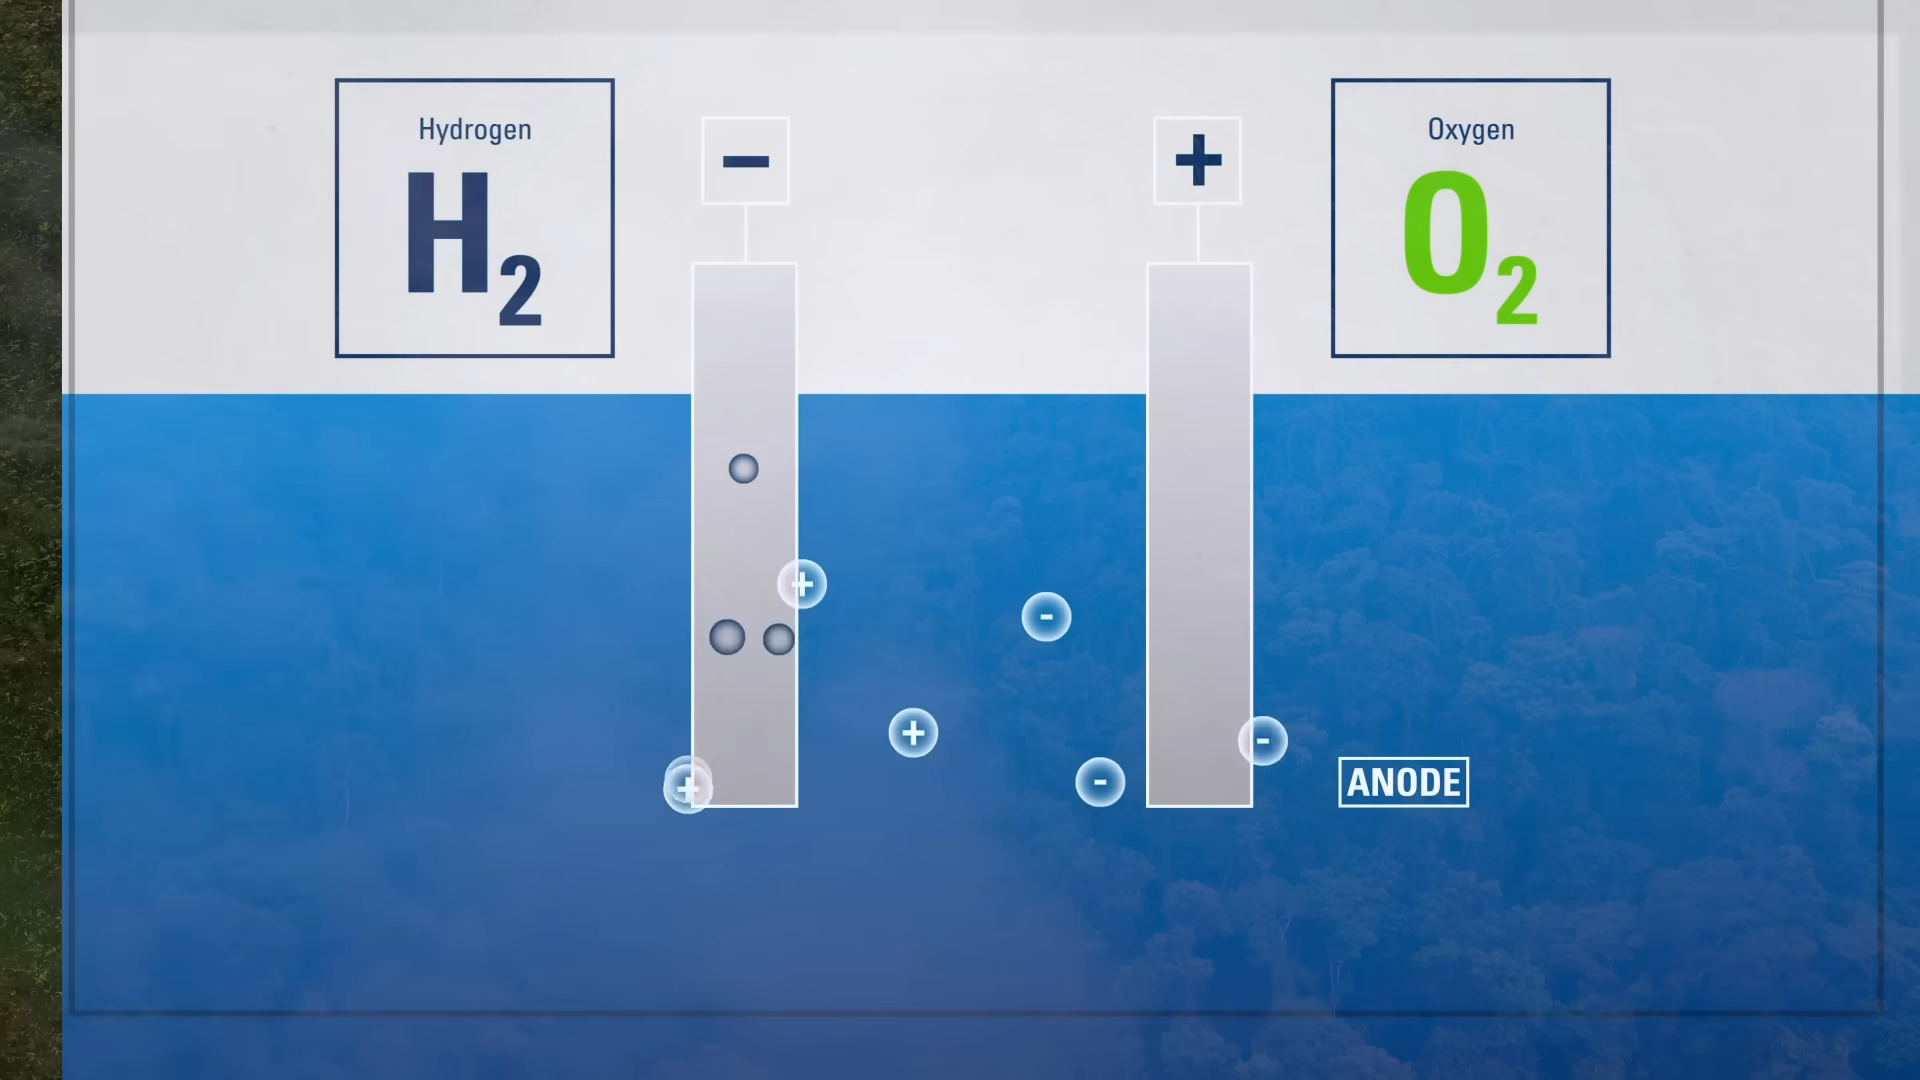 Hydrogen
H2
−
+
Oxygen
O2
+
-
+
-
-
+
ANODE